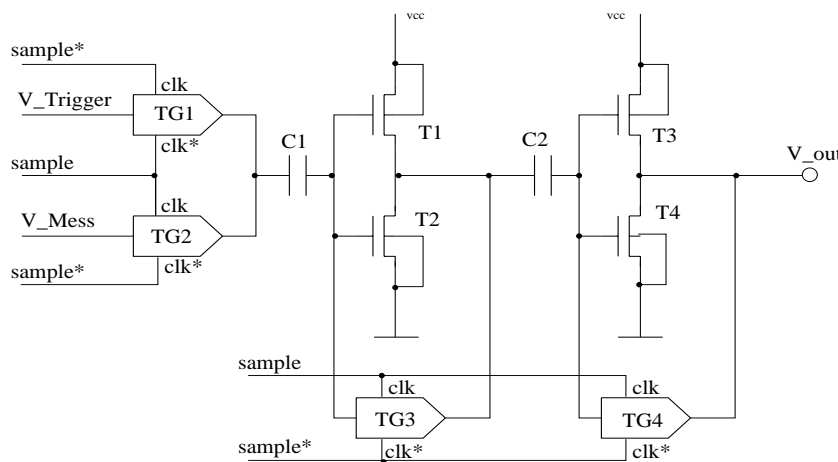 vcc
vcc
sample*
clk
V_Trigger
TG1
clk*
C1
T1
C2
T3
V_out
sample
clk
V_Mess
TG2
clk*
sample*
T2
T4
sample
clk
clk
TG3
TG4
sample*
clk*
clk*